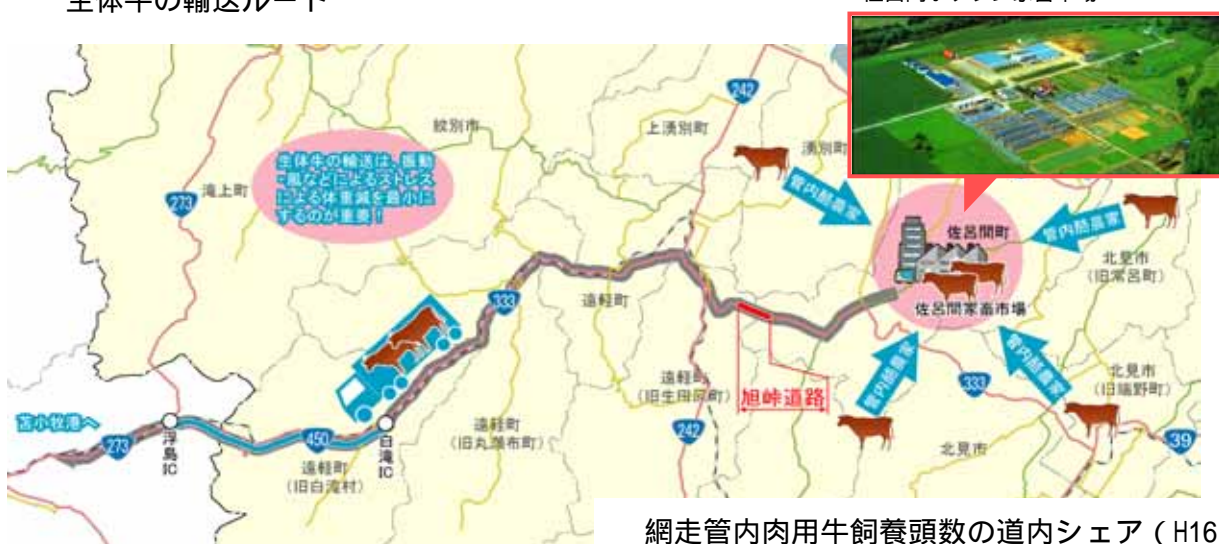 生体牛の輸送ルート
242
紋別市
上湧別町
湧別町
生体牛の輸送は、振動
・風などによるストレス
による体重減を最小に
するのが重要！
滝上町
273
管内酪農家
管内酪農家
佐呂間町
北見市
(旧常呂町)
佐呂間家畜市場
333
遠軽町
管内酪農家
管内酪農家
遠軽町
(旧生田原町)
旭峠道路
333
北見市
(旧端野町)
苫小牧港へ
273
浮島IC
450
白滝IC
遠軽町
(旧丸瀬布町)
242
北見市
39
遠軽町
(旧白滝村)
網走管内肉用牛飼養頭数の道内シェア（H16